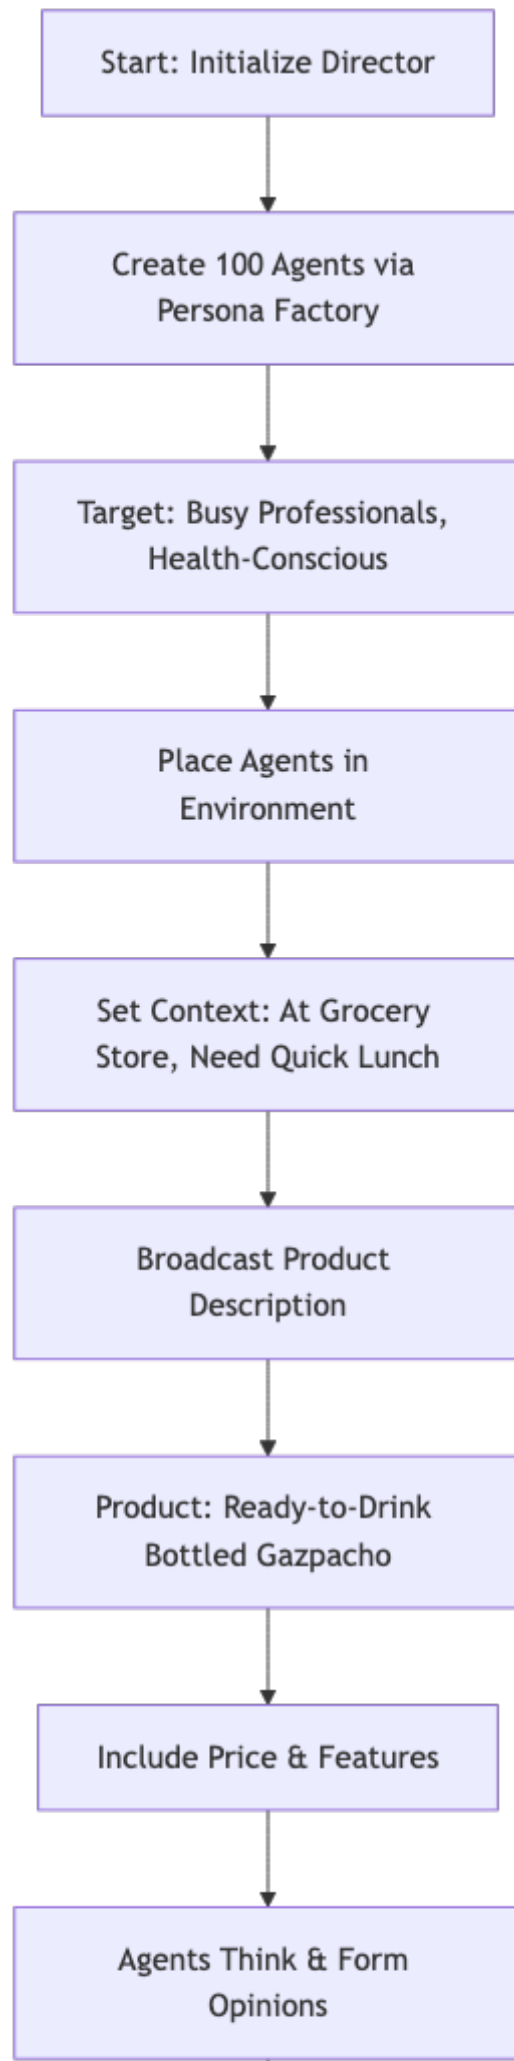 Start: Initialize Director
Create 100 Agents via
Persona Factory
Target: Busy Professionals,
Health-Conscious
Place Agents in
Environment
Set Context: At Grocery
Store, Need Quick Lunch
Broadcast Product
Description
Product: Ready-to-Drink
Bottled Gazpacho
Include Price & Features
Agents Think & Form
Opinions